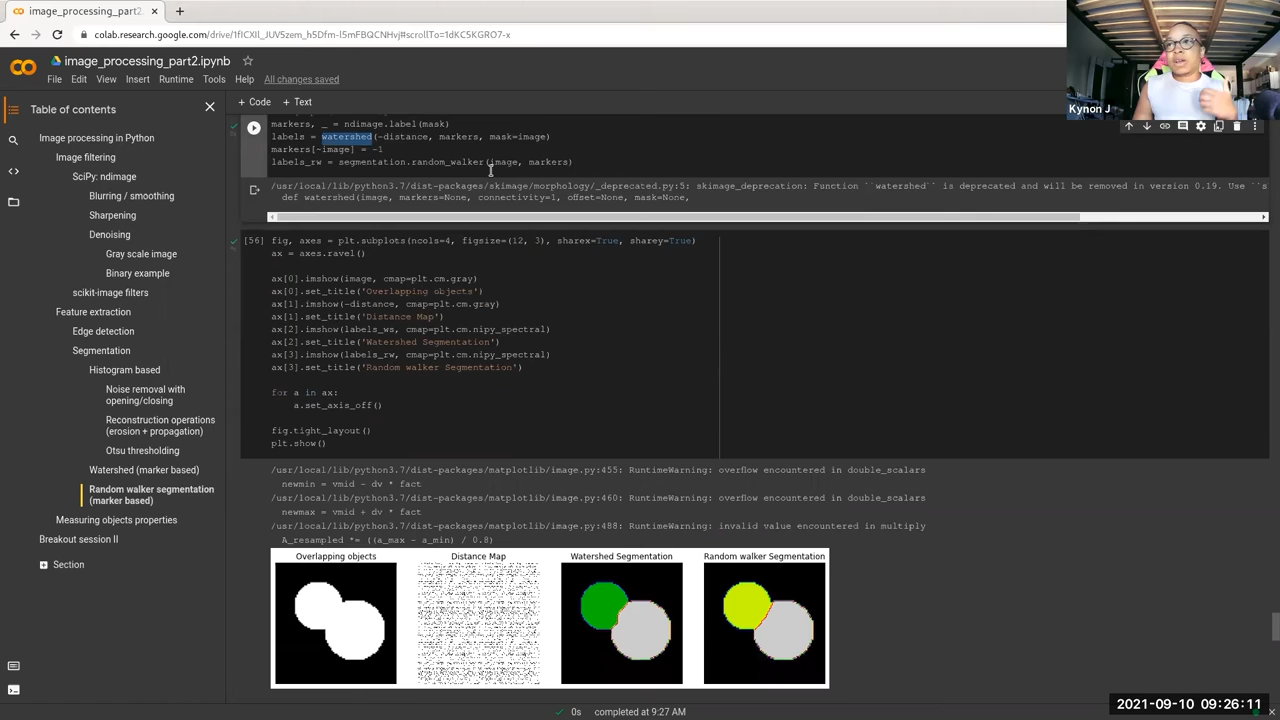 image_processing_part2.ipynb
colab.research.google.com/drive/1fICXIl_JUVSzem_h5Dfm-l5mFBQCNHvj#scrollTo=1dKC5KGRO7-x
image_processing_part2.ipynb
File Edit View Insert Runtime Tools Help All changes saved
Kynon J
Table of contents
Image processing in Python
Image filtering
SciPy: ndimage
Blurring / smoothing
Sharpening
Denoising
Gray scale image
Binary example
scikit-image filters
Feature extraction
Edge detection
Segmentation
Histogram based
Noise removal with
opening/closing
Reconstruction operations
(erosion + propagation)
Otsu thresholding
Watershed (marker based)
Random walker segmentation
(marker based)
Measuring objects properties
Breakout session II
Section
+ Code + Text
markers, _ = ndimage.label(mask)
labels = watershed(-distance, markers, mask=image)
markers[~image] = -1
labels_rw = segmentation.random_walker(image, markers)
/usr/local/lib/python3.7/dist-packages/skimage/morphology/_deprecated.py:5: skimage_deprecation: Function ``watershed`` is deprecated and will be removed in version 0.19. Use ``s
def watershed(image, markers=None, connectivity=1, offset=None, mask=None,
[56] fig, axes = plt.subplots(ncols=4, figsize=(12, 3), sharex=True, sharey=True)
ax = axes.ravel()
ax[0].imshow(image, cmap=plt.cm.gray)
ax[0].set_title('Overlapping objects')
ax[1].imshow(-distance, cmap=plt.cm.gray)
ax[1].set_title('Distance Map')
ax[2].imshow(labels_ws, cmap=plt.cm.nipy_spectral)
ax[2].set_title('Watershed Segmentation')
ax[3].imshow(labels_rw, cmap=plt.cm.nipy_spectral)
ax[3].set_title('Random walker Segmentation')
for a in ax:
a.set_axis_off()
fig.tight_layout()
plt.show()
/usr/local/lib/python3.7/dist-packages/matplotlib/image.py:455: RuntimeWarning: overflow encountered in double_scalars
newmin = vmid - dv * fact
/usr/local/lib/python3.7/dist-packages/matplotlib/image.py:460: RuntimeWarning: overflow encountered in double_scalars
newmax = vmid + dv * fact
/usr/local/lib/python3.7/dist-packages/matplotlib/image.py:488: RuntimeWarning: invalid value encountered in multiply
A_resampled *= ((a_max - a_min) / 0.8)
Overlapping objects Distance Map Watershed Segmentation Random walker Segmentation
0s completed at 9:27 AM
2021-09-10 09:26:11